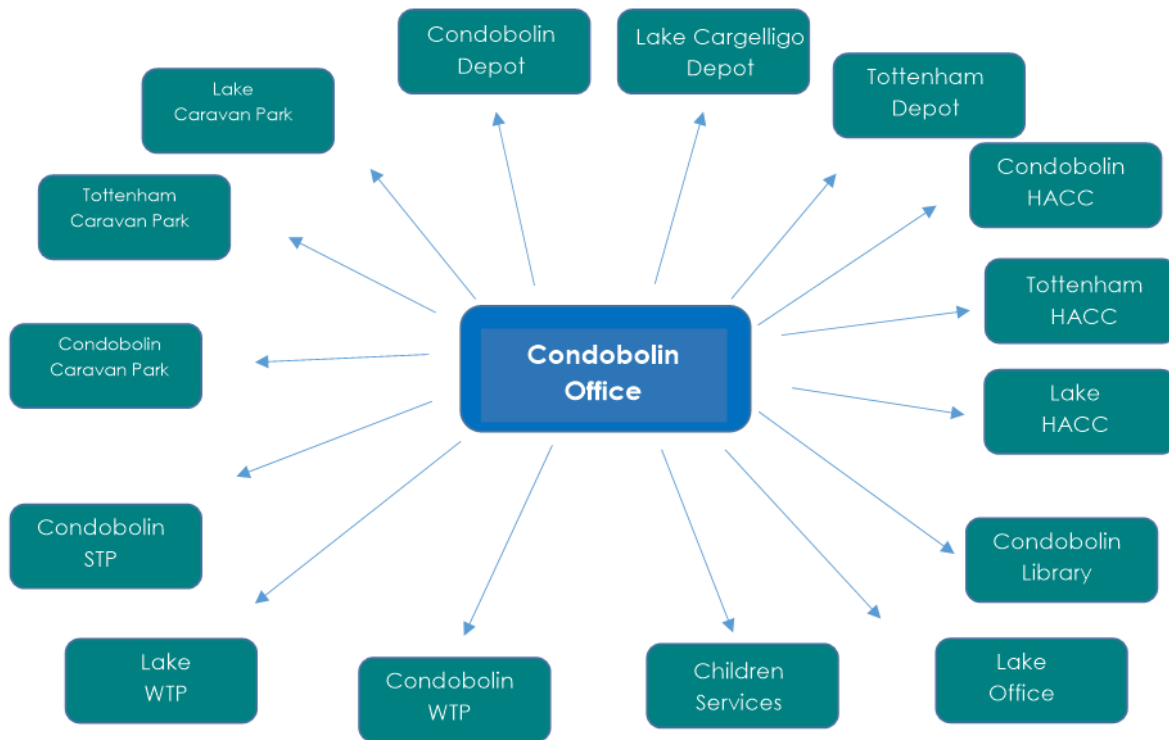 Condobolin
Depot
Lake Cargelligo
Depot
Tottenham
Depot
Lake
Caravan Park
Condobolin
HACC
Tottenham
Caravan Park
Tottenham
HACC
Condobolin
Office
Condobolin
Caravan Park
Lake
HACC
Condobolin
STP
Condobolin
Library
Lake
WTP
Condobolin
WTP
Children
Services
Lake
Office